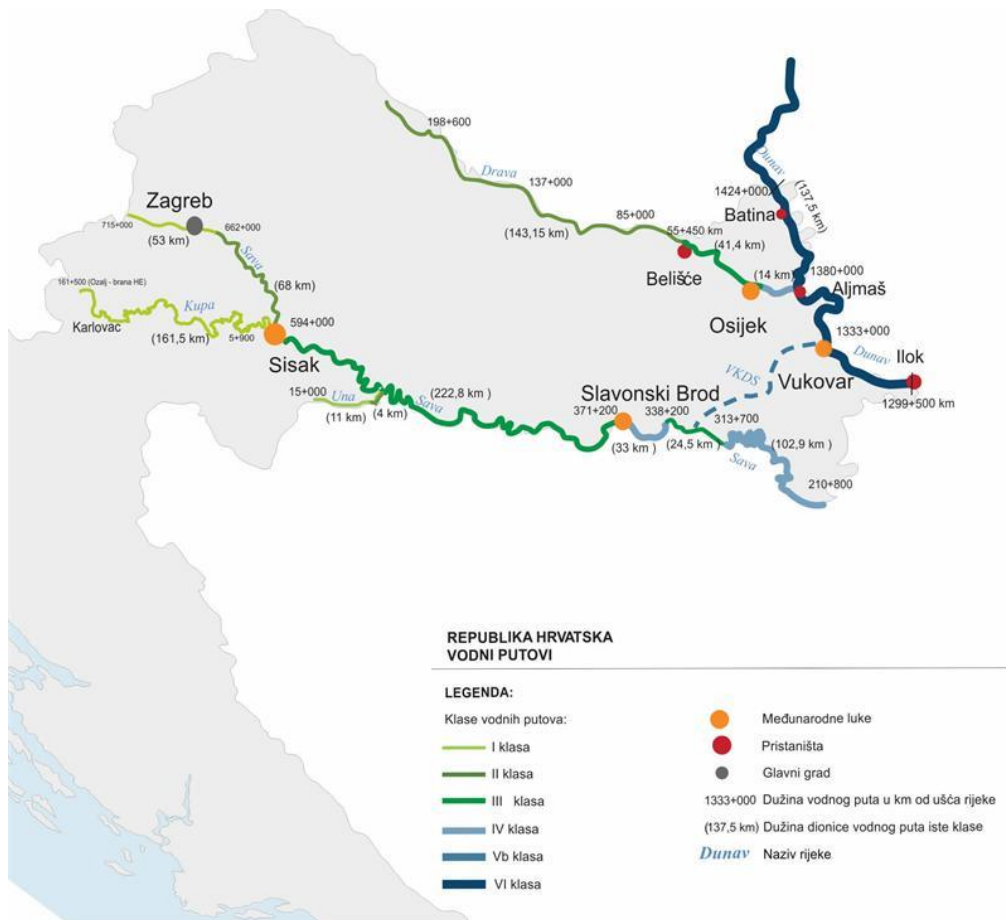 198+600
Drava
137+000
Dunav
1424+000
(137,5 km)
Batina
Zagreb
715+000
(53 km)
662+000
85+000
(143,15 km)
55+450 km
(41,4 km)
Belišće
(14 km)
1380+000
Aljmaš
Sava
(68 km)
161+500 (Ozalj - brana HE)
Kupa
Karlovac
(161,5 km)
5+900
594+000
Sisak
Osijek
1333+000
Dunav
Ilok
VKDS
Vukovar
1299+500 km
15+000
Una
(11 km)
(4 km)
Sava
(222,8 km )
Slavonski Brod
371+200
338+200
313+700
(33 km )
(24,5 km )
Sava
(102,9 km )
210+800
REPUBLIKA HRVATSKA
VODNI PUTOVI
LEGENDA:
Klase vodnih putova:
I klasa
II klasa
III klasa
IV klasa
Vb klasa
VI klasa
Međunarodne luke
Pristaništa
Glavni grad
1333+000 Dužina vodnog puta u km od ušća rijeke
(137,5 km) Dužina dionice vodnog puta iste klase
Dunav Naziv rijeke